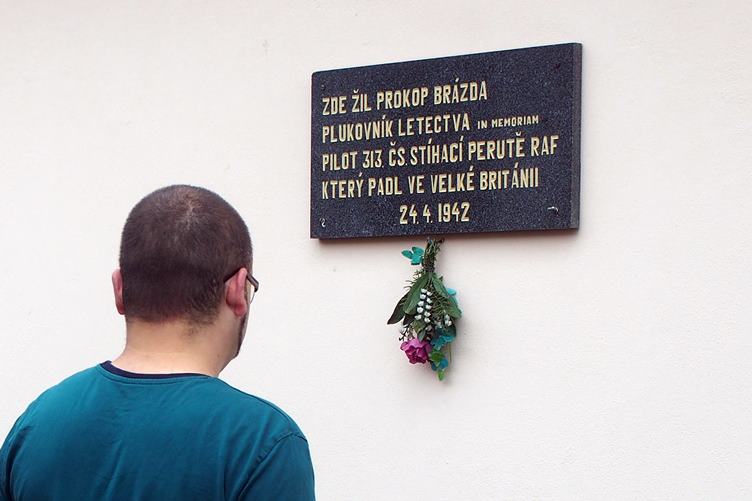 ZDE ŽIL PROKOP BRÁZDA
PLUKOVNÍK LETECTVA IN MEMORIAM
PILOT 313. ČS. STÍHACÍ PERUTĚ RAF
KTERÝ PADL VE VELKÉ BRITÁNII
24. 4. 1942